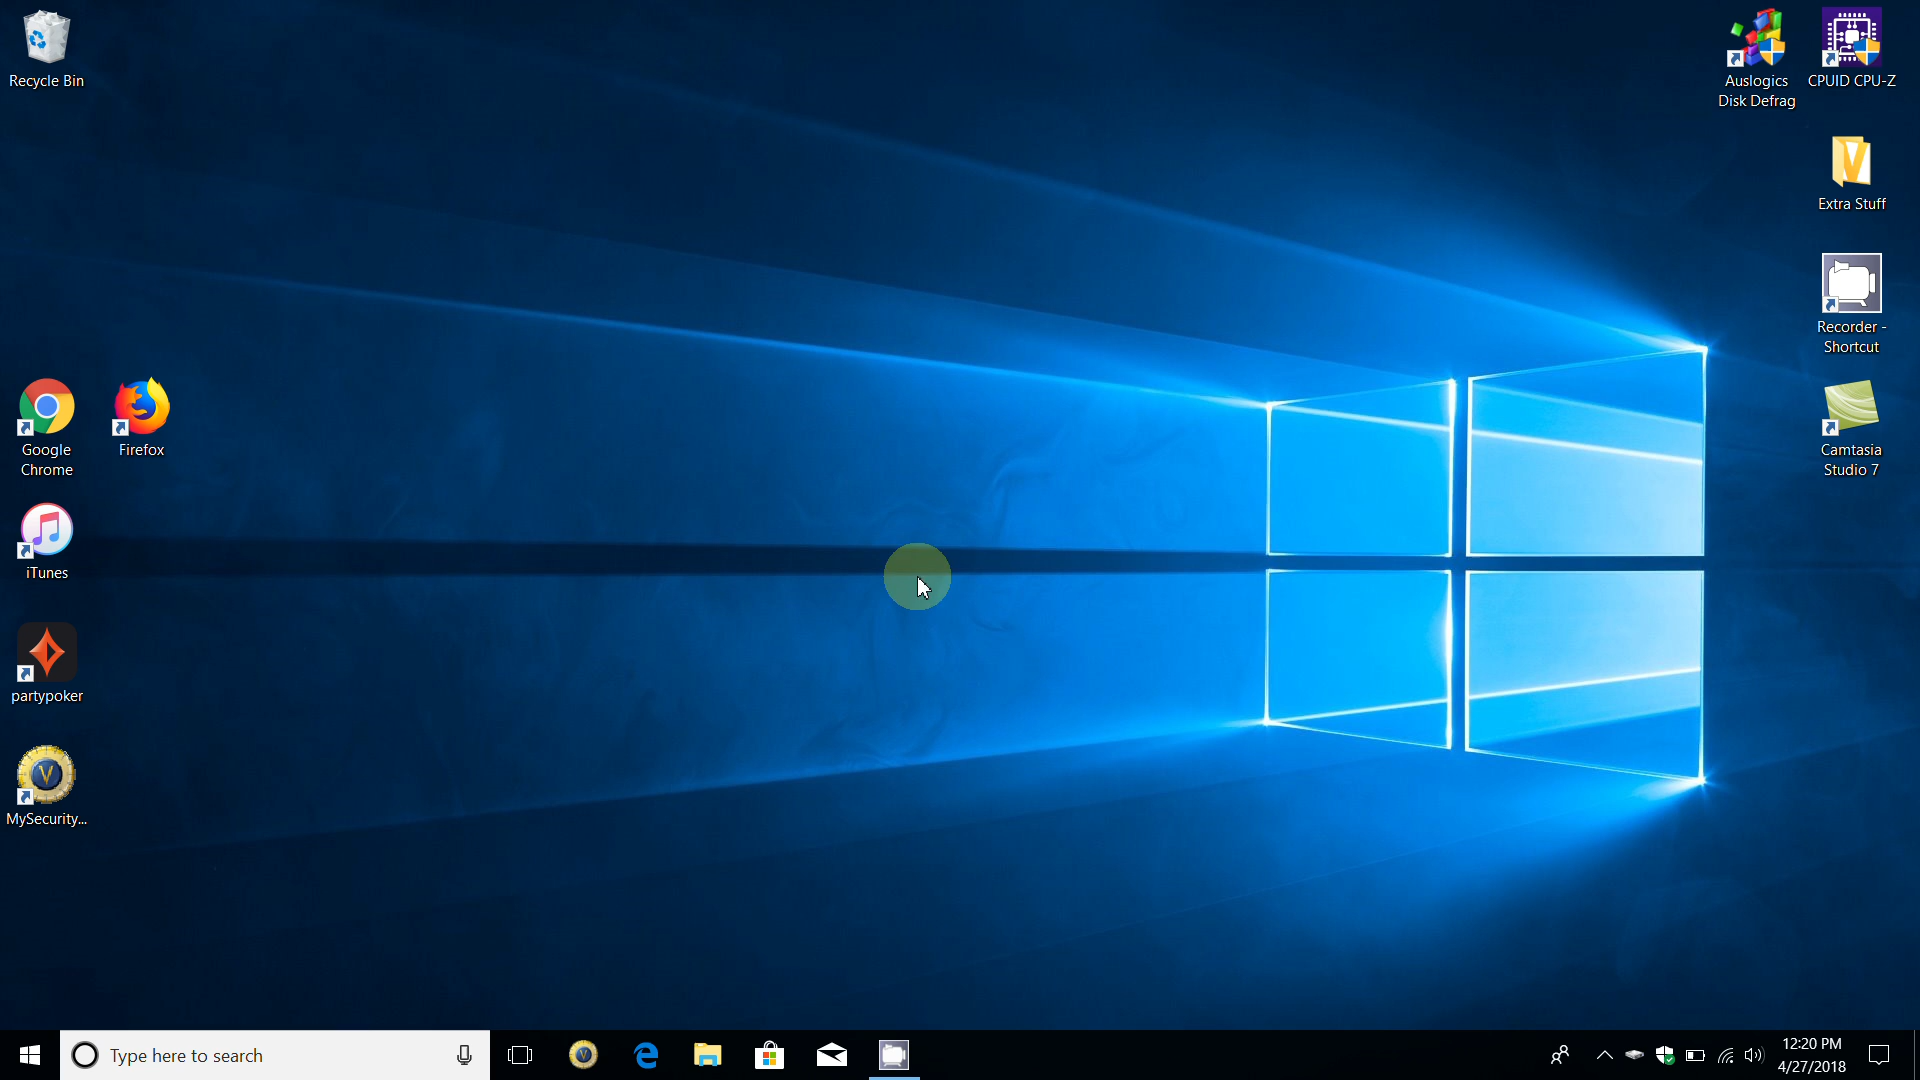 Recycle Bin
Auslogics
Disk Defrag
CPUID CPU-Z
Extra Stuff
Recorder -
Shortcut
Google
Chrome
Firefox
Camtasia
Studio 7
iTunes
partypoker
V
MySecurity...
Type here to search
V
12:20 PM
4/27/2018